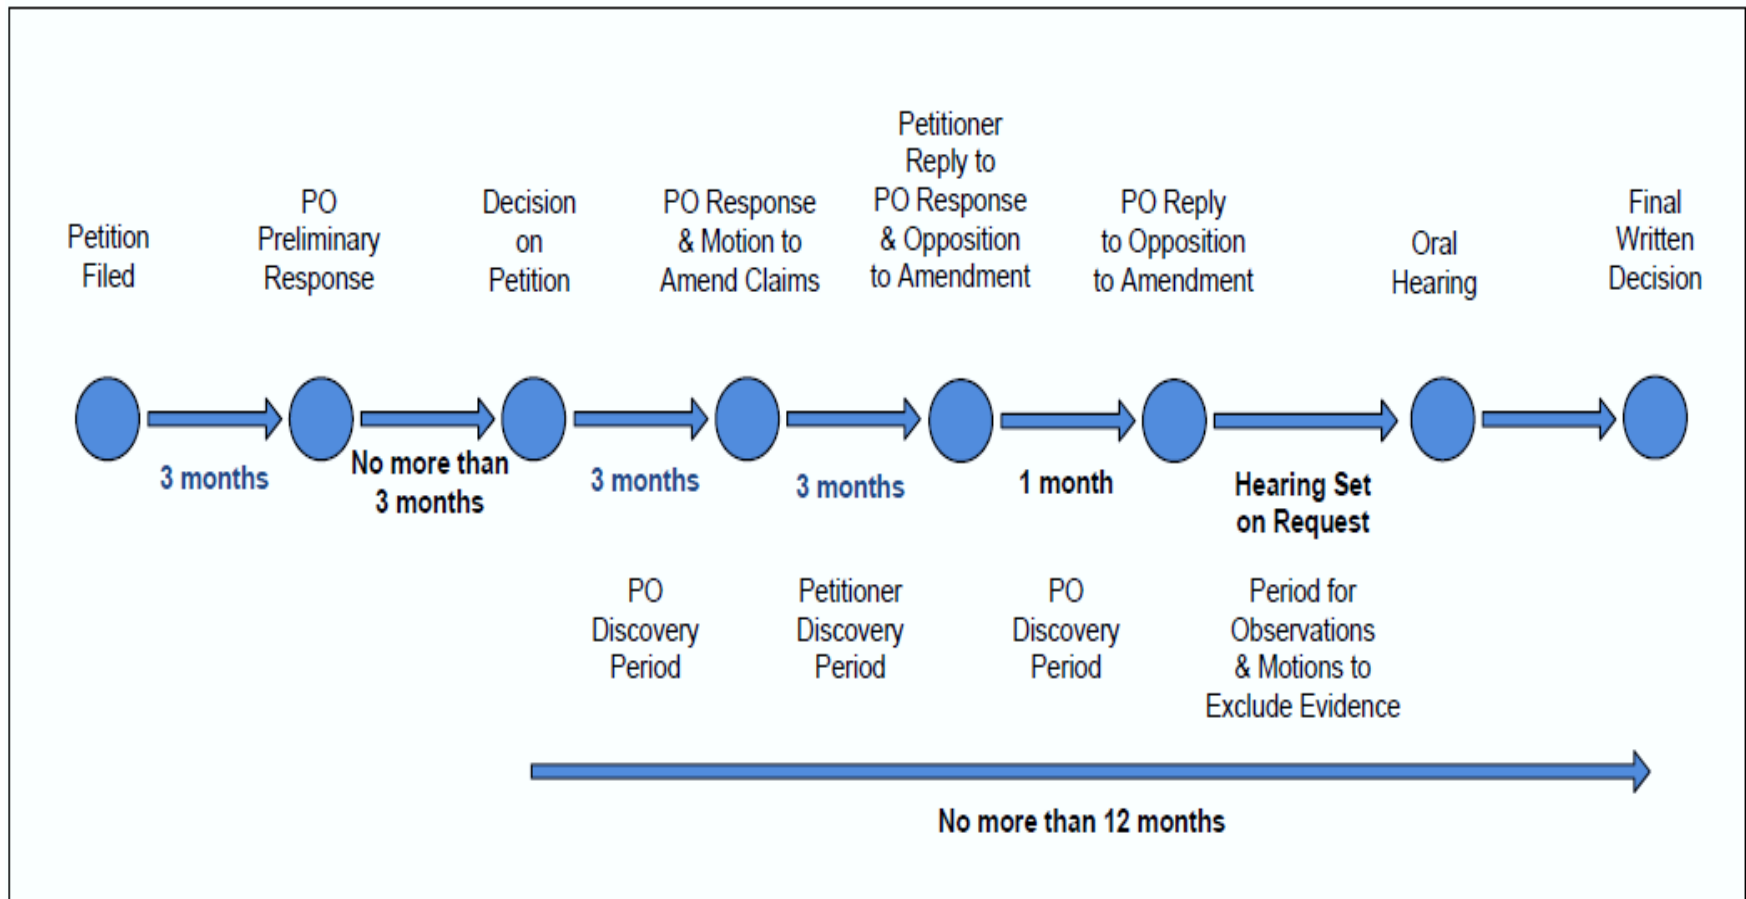 Petition
Filed
PO
Preliminary
Response
Decision
on
Petition
PO Response
& Motion to
Amend Claims
Petitioner
Reply to
PO Response
& Opposition
to Amendment
PO Reply
to Opposition
to Amendment
Oral
Hearing
Final
Written
Decision
3 months
No more than
3 months
3 months
3 months
1 month
Hearing Set
on Request
PO
Discovery
Period
Petitioner
Discovery
Period
PO
Discovery
Period
Period for
Observations
& Motions to
Exclude Evidence
No more than 12 months